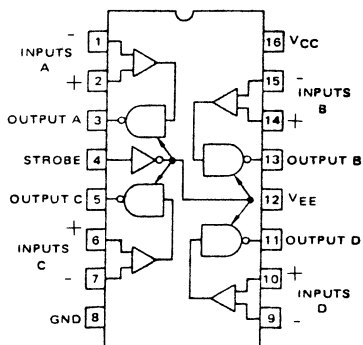 - 1
INPUTS A
+ 2
OUTPUT A 3
STROBE 4
OUTPUT C 5
+ 6
INPUTS C
- 7
GND 8
16 VCC
15 -
INPUTS B
14 +
13 OUTPUT B
12 VEE
11 OUTPUT D
10 +
INPUTS D
9 -